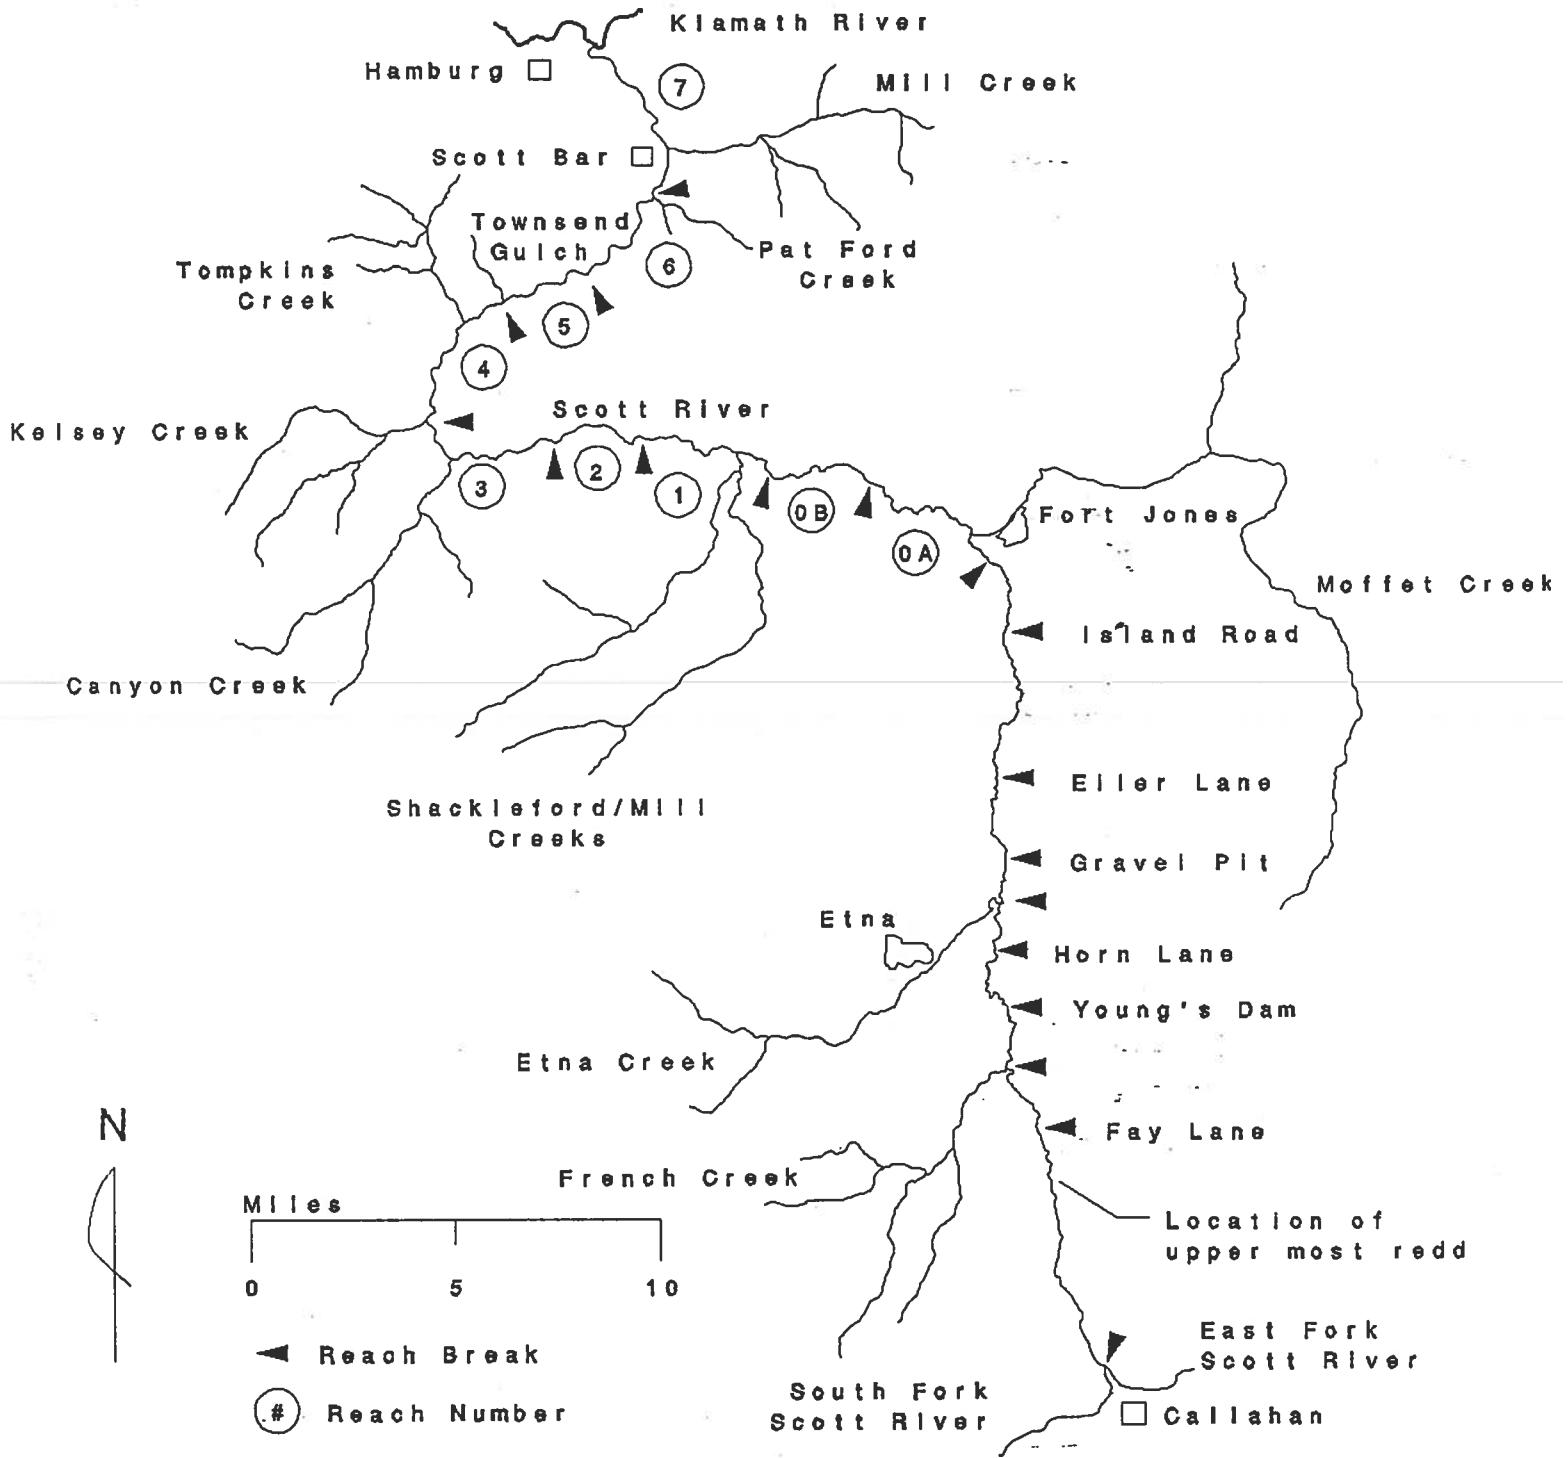 Klamath River
Hamburg
7
Mill Creek
Scott Bar
Townsend
Gulch
6
Pat Ford
Creek
Tompkins
Creek
5
4
Scott River
Kelsey Creek
3
2
1
0B
0A
Fort Jones
Moffet Creek
Island Road
Canyon Creek
Eller Lane
Shackleford/Mill
Creeks
Gravel Pit
Etna
Horn Lane
Young's Dam
Etna Creek
N
Fay Lane
French Creek
Miles
0 5 10
Location of
upper most redd
Reach Break
East Fork
Scott River
South Fork
Scott River
# Reach Number
Callahan